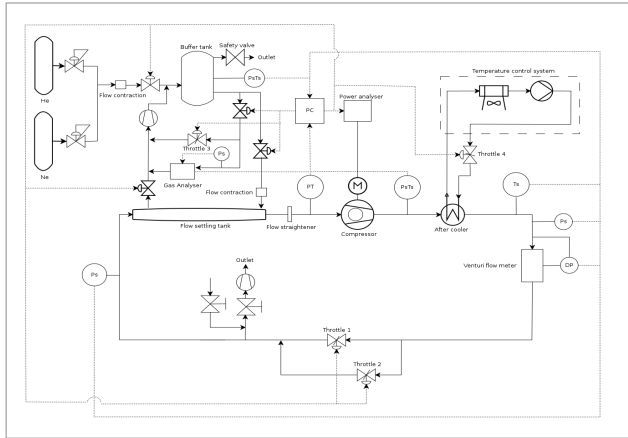 Buffer tank
Safety valve
Outlet
PsTs
Temperature control system
He
Flow contraction
PC
Power analyser
Throttle 3
Ps
Throttle 4
Ne
Gas Analyser
Flow contraction
PT
M
PsTs
Ts
Flow settling tank
Flow straightener
Compressor
After cooler
Ps
Venturi flow meter
DP
Ps
Outlet
Throttle 1
Throttle 2